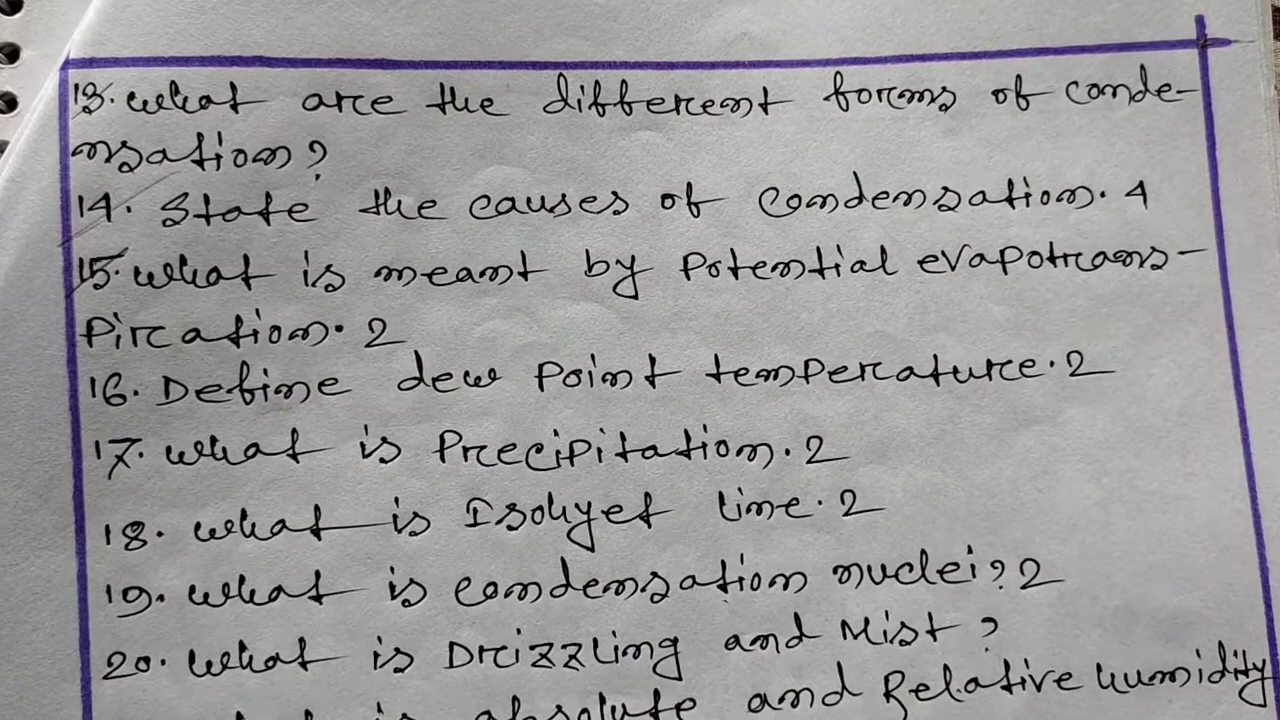 13. what are the different forms of conde-
nsation?
14. State the causes of condensation. 4
15. what is meant by Potential evapotrans-
piration. 2
16. Define dew point temperature. 2
17. what is Precipitation. 2
18. what is Isohyet line. 2
19. what is condensation nuclei? 2
20. what is Drizzling and Mist?
is absolute and Relative humidity